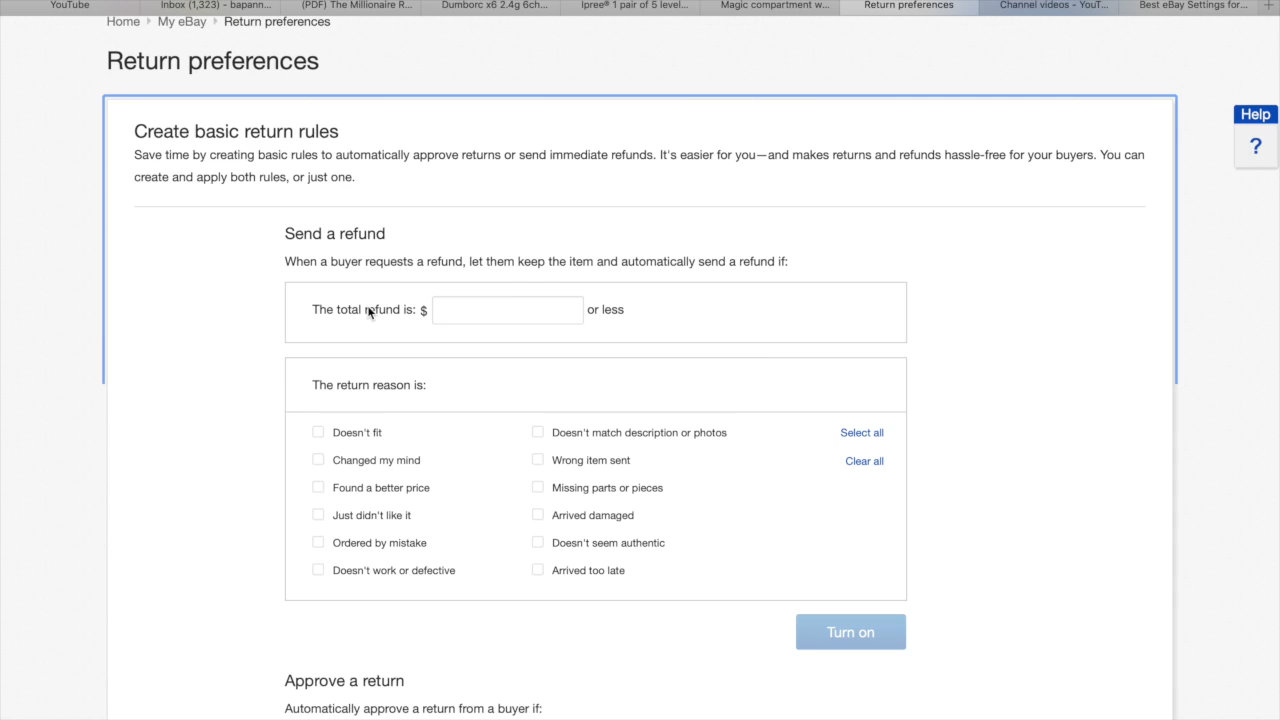 YouTube
Inbox (1,323) - bapann...
(PDF) The Millionaire R...
Dumborc x6 2.4g 6ch...
Ipree® 1 pair of 5 level...
Magic compartment w...
Return preferences
Channel videos - YouT...
Best eBay Settings for...
Home
My eBay
Return preferences
Return preferences
Help
?
Create basic return rules
Save time by creating basic rules to automatically approve returns or send immediate refunds. It's easier for you—and makes returns and refunds hassle-free for your buyers. You can
create and apply both rules, or just one.
Send a refund
When a buyer requests a refund, let them keep the item and automatically send a refund if:
The total refund is: $ or less
The return reason is:
Doesn't fit
Doesn't match description or photos
Select all
Changed my mind
Wrong item sent
Clear all
Found a better price
Missing parts or pieces
Just didn't like it
Arrived damaged
Ordered by mistake
Doesn't seem authentic
Doesn't work or defective
Arrived too late
Turn on
Approve a return
Automatically approve a return from a buyer if: